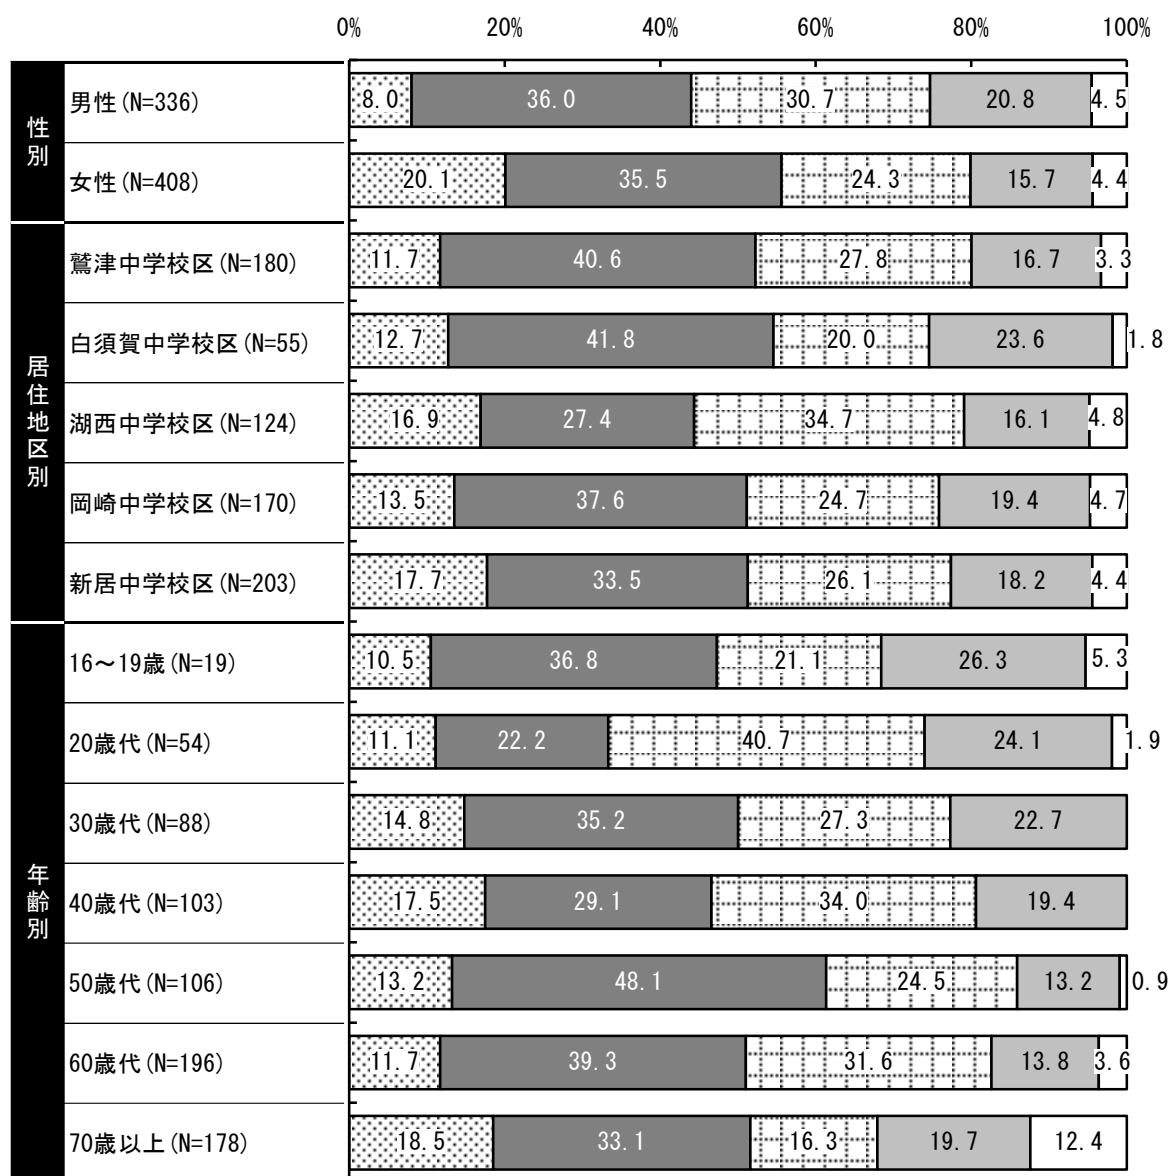 0% 20% 40% 60% 80% 100%
性別
男性(N=336) 8.0 36.0 30.7 20.8 4.5
女性(N=408) 20.1 35.5 24.3 15.7 4.4
居住地区別
鷲津中学校区(N=180) 11.7 40.6 27.8 16.7 3.3
白須賀中学校区(N=55) 12.7 41.8 20.0 23.6 1.8
湖西中学校区(N=124) 16.9 27.4 34.7 16.1 4.8
岡崎中学校区(N=170) 13.5 37.6 24.7 19.4 4.7
新居中学校区(N=203) 17.7 33.5 26.1 18.2 4.4
年齢別
16～19歳(N=19) 10.5 36.8 21.1 26.3 5.3
20歳代(N=54) 11.1 22.2 40.7 24.1 1.9
30歳代(N=88) 14.8 35.2 27.3 22.7
40歳代(N=103) 17.5 29.1 34.0 19.4
50歳代(N=106) 13.2 48.1 24.5 13.2 0.9
60歳代(N=196) 11.7 39.3 31.6 13.8 3.6
70歳以上(N=178) 18.5 33.1 16.3 19.7 12.4